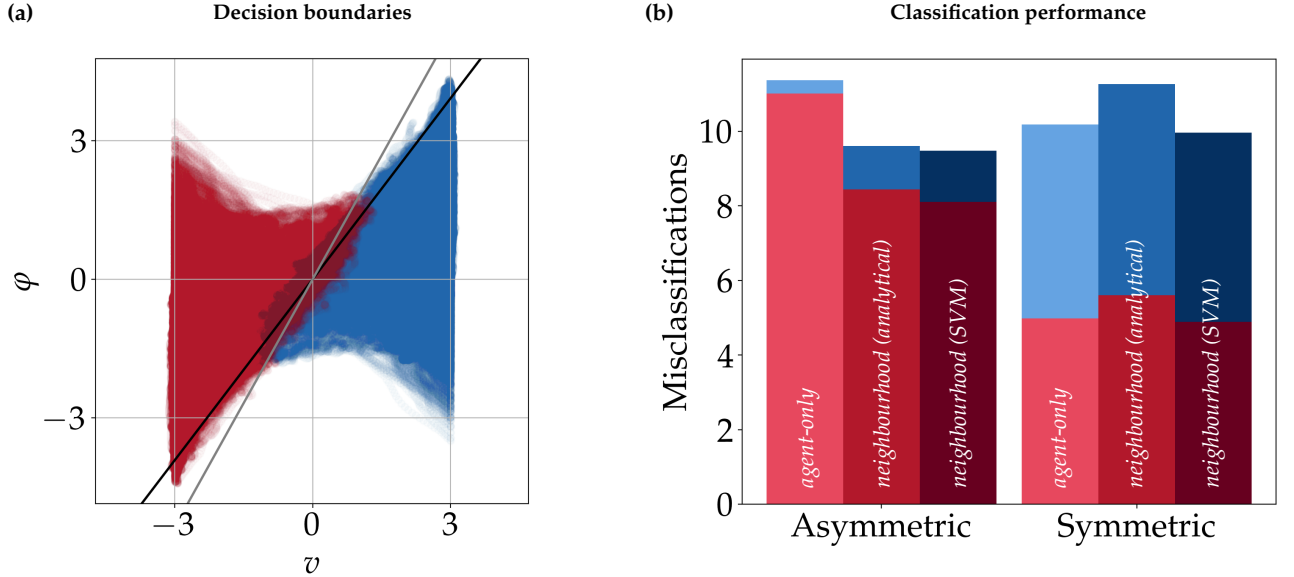 (a) Decision boundaries
3
0
−3
φ
−3 0 3
v
(b) Classification performance
Misclassifications
10
8
6
4
2
0
agent-only
neighbourhood (analytical)
neighbourhood (SVM)
agent-only
neighbourhood (analytical)
neighbourhood (SVM)
Asymmetric Symmetric